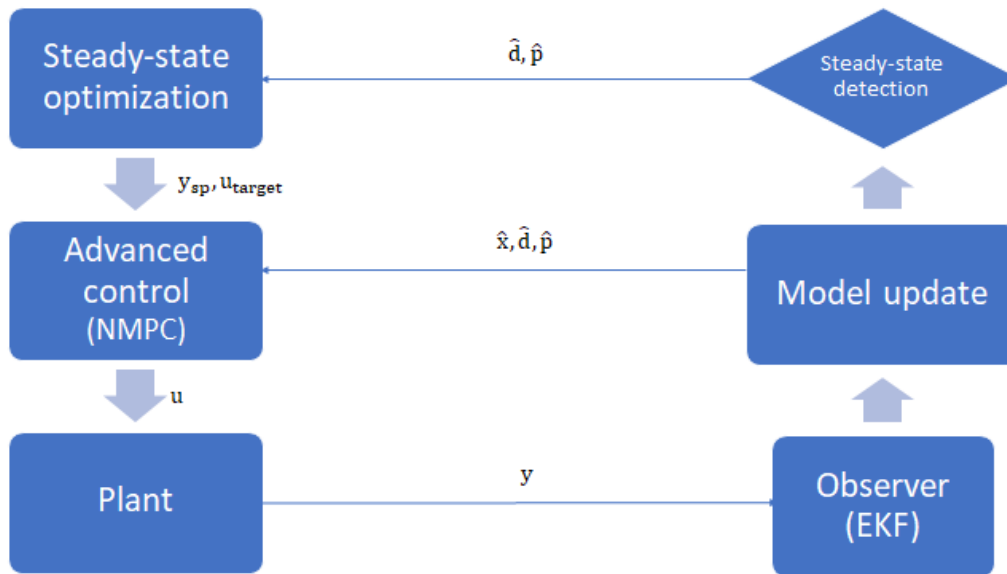 Steady-state
optimization
d̂, p̂
Steady-state
detection
y_sp, u_target
Advanced
control
(NMPC)
x̂, d̂, p̂
Model update
u
Plant
y
Observer
(EKF)